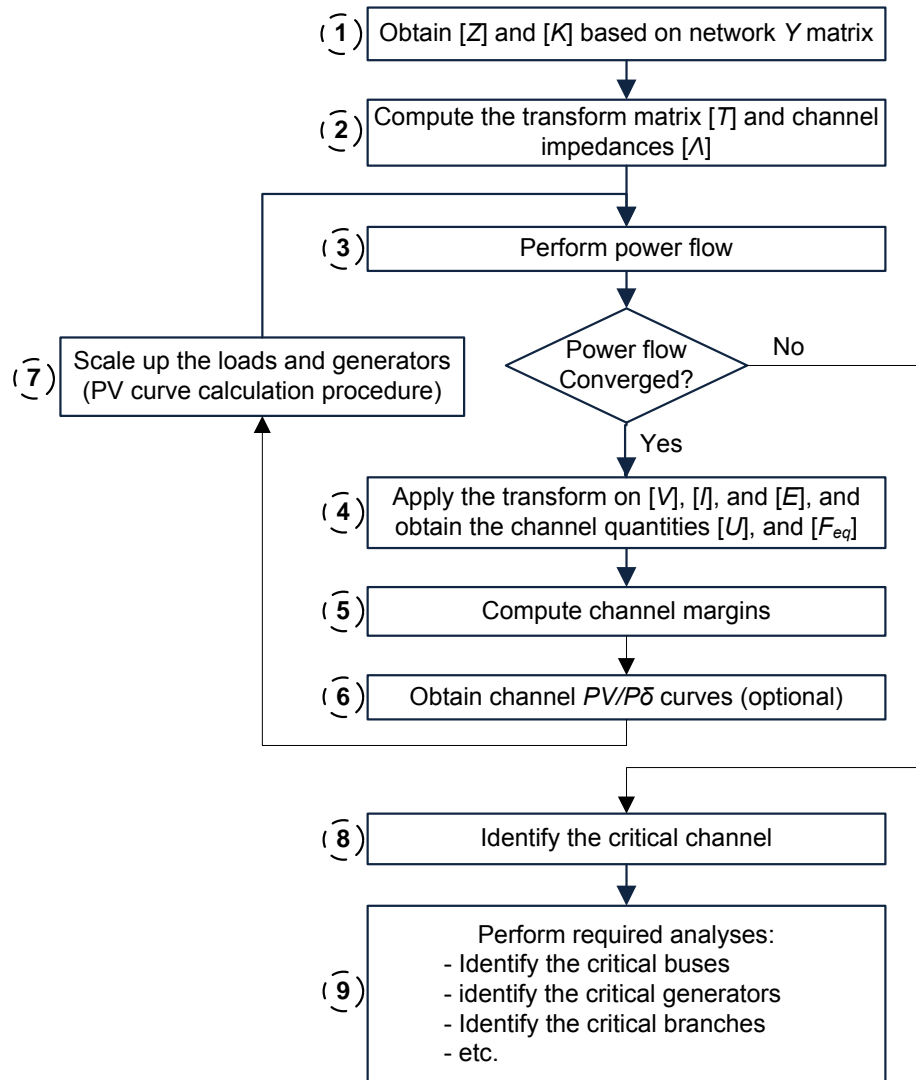 1
Obtain [Z] and [K] based on network Y matrix
2
Compute the transform matrix [T] and channel
impedances [Λ]
3
Perform power flow
Power flow
Converged?
No
Yes
7
Scale up the loads and generators
(PV curve calculation procedure)
4
Apply the transform on [V], [I], and [E], and
obtain the channel quantities [U], and [Feq]
5
Compute channel margins
6
Obtain channel PV/Pδ curves (optional)
8
Identify the critical channel
9
Perform required analyses:
- Identify the critical buses
- identify the critical generators
- Identify the critical branches
- etc.